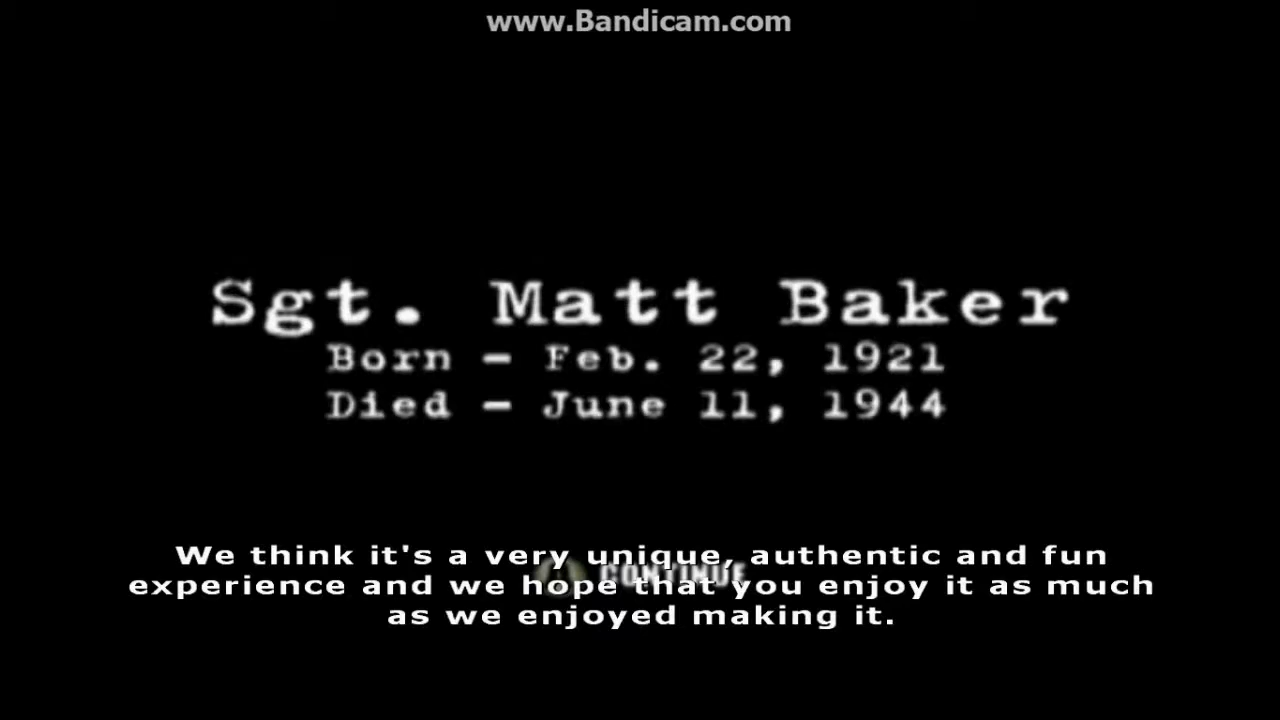 www.Bandicam.com
Sgt. Matt Baker
Born - Feb. 22, 1921
Died - June 11, 1944
We think it's a very unique, authentic and fun
CONTINUE
experience and we hope that you enjoy it as much
as we enjoyed making it.